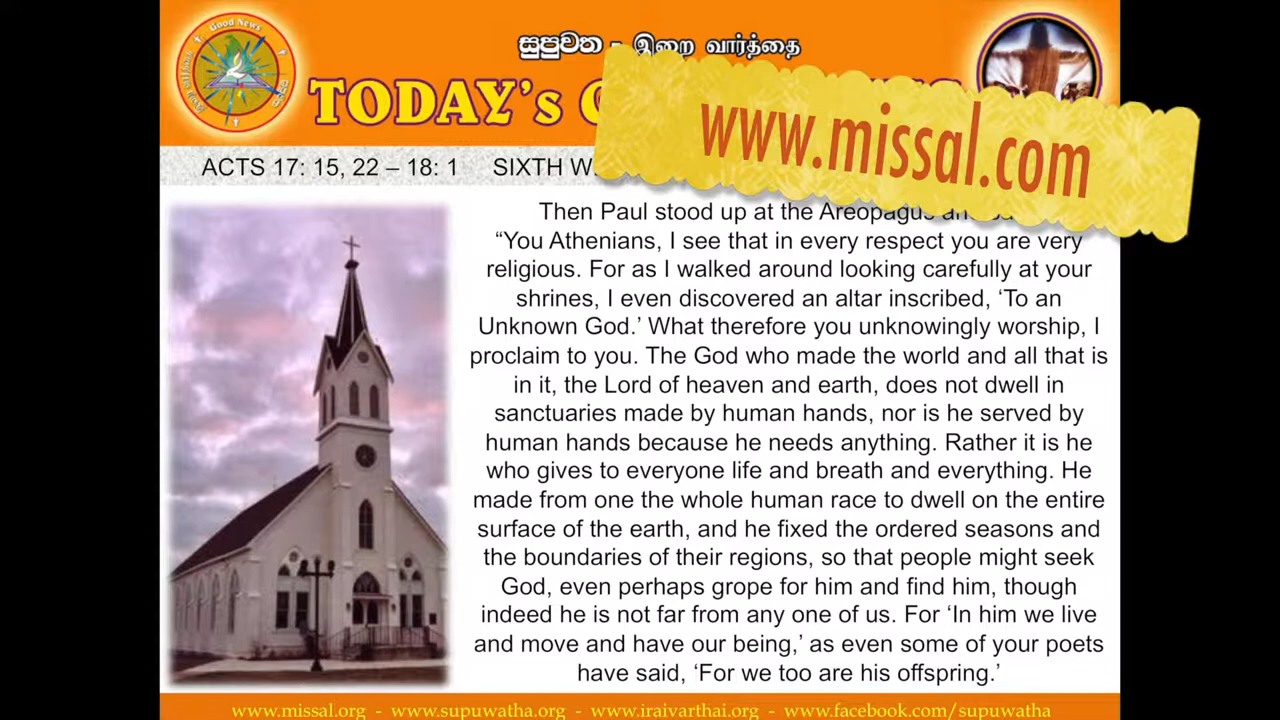 Good News
සුපුවත - இறை வார்த்தை
TODAY's
www.missal.com
ACTS 17: 15, 22 – 18: 1 SIXTH
Then Paul stood up at the Areopagus
“You Athenians, I see that in every respect you are very
religious. For as I walked around looking carefully at your
shrines, I even discovered an altar inscribed, ‘To an
Unknown God.’ What therefore you unknowingly worship, I
proclaim to you. The God who made the world and all that is
in it, the Lord of heaven and earth, does not dwell in
sanctuaries made by human hands, nor is he served by
human hands because he needs anything. Rather it is he
who gives to everyone life and breath and everything. He
made from one the whole human race to dwell on the entire
surface of the earth, and he fixed the ordered seasons and
the boundaries of their regions, so that people might seek
God, even perhaps grope for him and find him, though
indeed he is not far from any one of us. For ‘In him we live
and move and have our being,’ as even some of your poets
have said, ‘For we too are his offspring.’
www.missal.org - www.supuwatha.org - www.iraivarthai.org - www.facebook.com/supuwatha